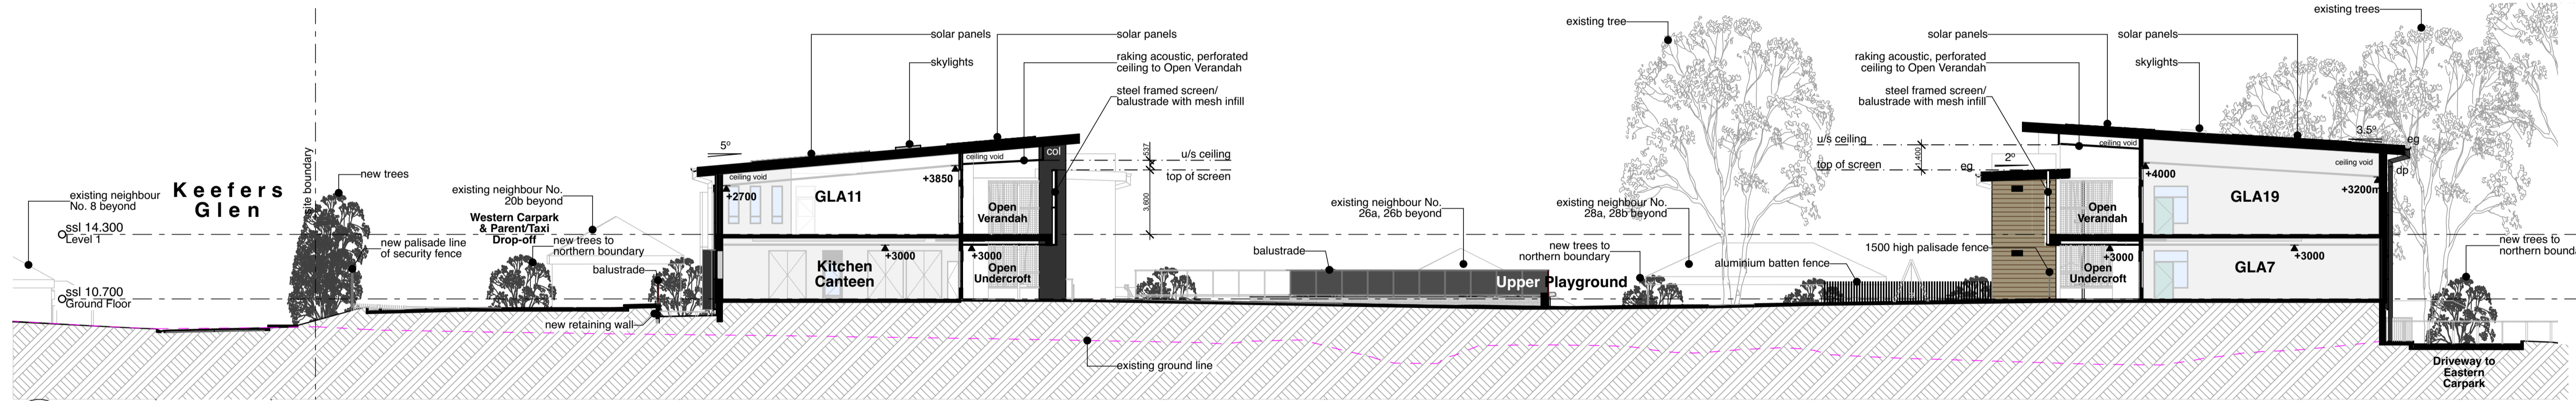 existing neighbour
No. 8 beyond
Keefers
Glen
ssl 14.300
Level 1
ssl 10.700
Ground Floor
site boundary
new trees
new palisade line
of security fence
existing neighbour No.
20b beyond
Western Carpark
& Parent/Taxi
Drop-off
new trees to
northern boundary
balustrade
new retaining wall
5º
solar panels
skylights
solar panels
raking acoustic, perforated
ceiling to Open Verandah
steel framed screen/
balustrade with mesh infill
ceiling void
ceiling void
col
+2700
GLA11
+3850
Open
Verandah
Kitchen
Canteen
+3000
+3000
Open
Undercroft
537
u/s ceiling
top of screen
3,600
existing ground line
balustrade
existing neighbour No.
26a, 26b beyond
Upper Playground
new trees to
northern boundary
existing neighbour No.
28a, 28b beyond
existing tree
aluminium batten fence
1500 high palisade fence
raking acoustic, perforated
ceiling to Open Verandah
steel framed screen/
balustrade with mesh infill
u/s ceiling
top of screen
1,400
eg
2º
solar panels
solar panels
skylights
existing trees
3.5º
eg
dp
ceiling void
ceiling void
+4000
+3200m
GLA19
Open
Verandah
+3000
Open
Undercroft
+3000
GLA7
new trees to
northern bounda
Driveway to
Eastern
Carpark